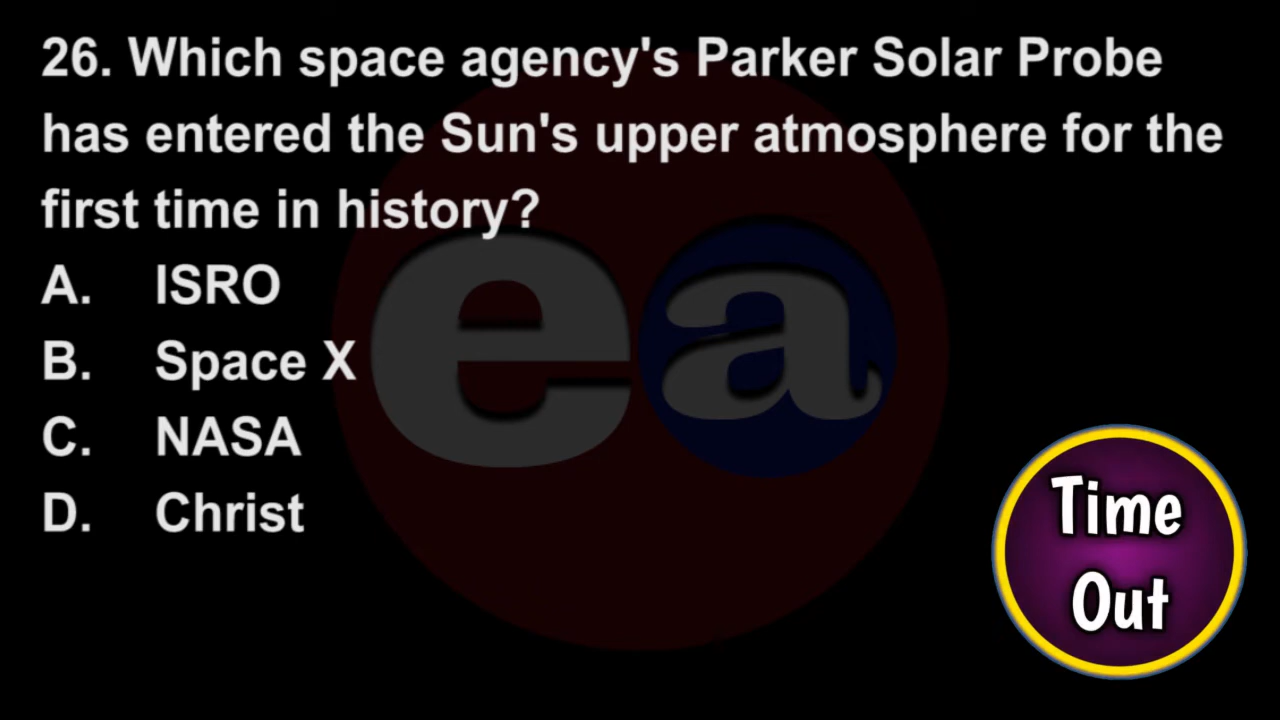 26. Which space agency's Parker Solar Probe
has entered the Sun's upper atmosphere for the
first time in history?
A. ISRO
B. Space X
C. NASA
D. Christ
ea
Time
Out